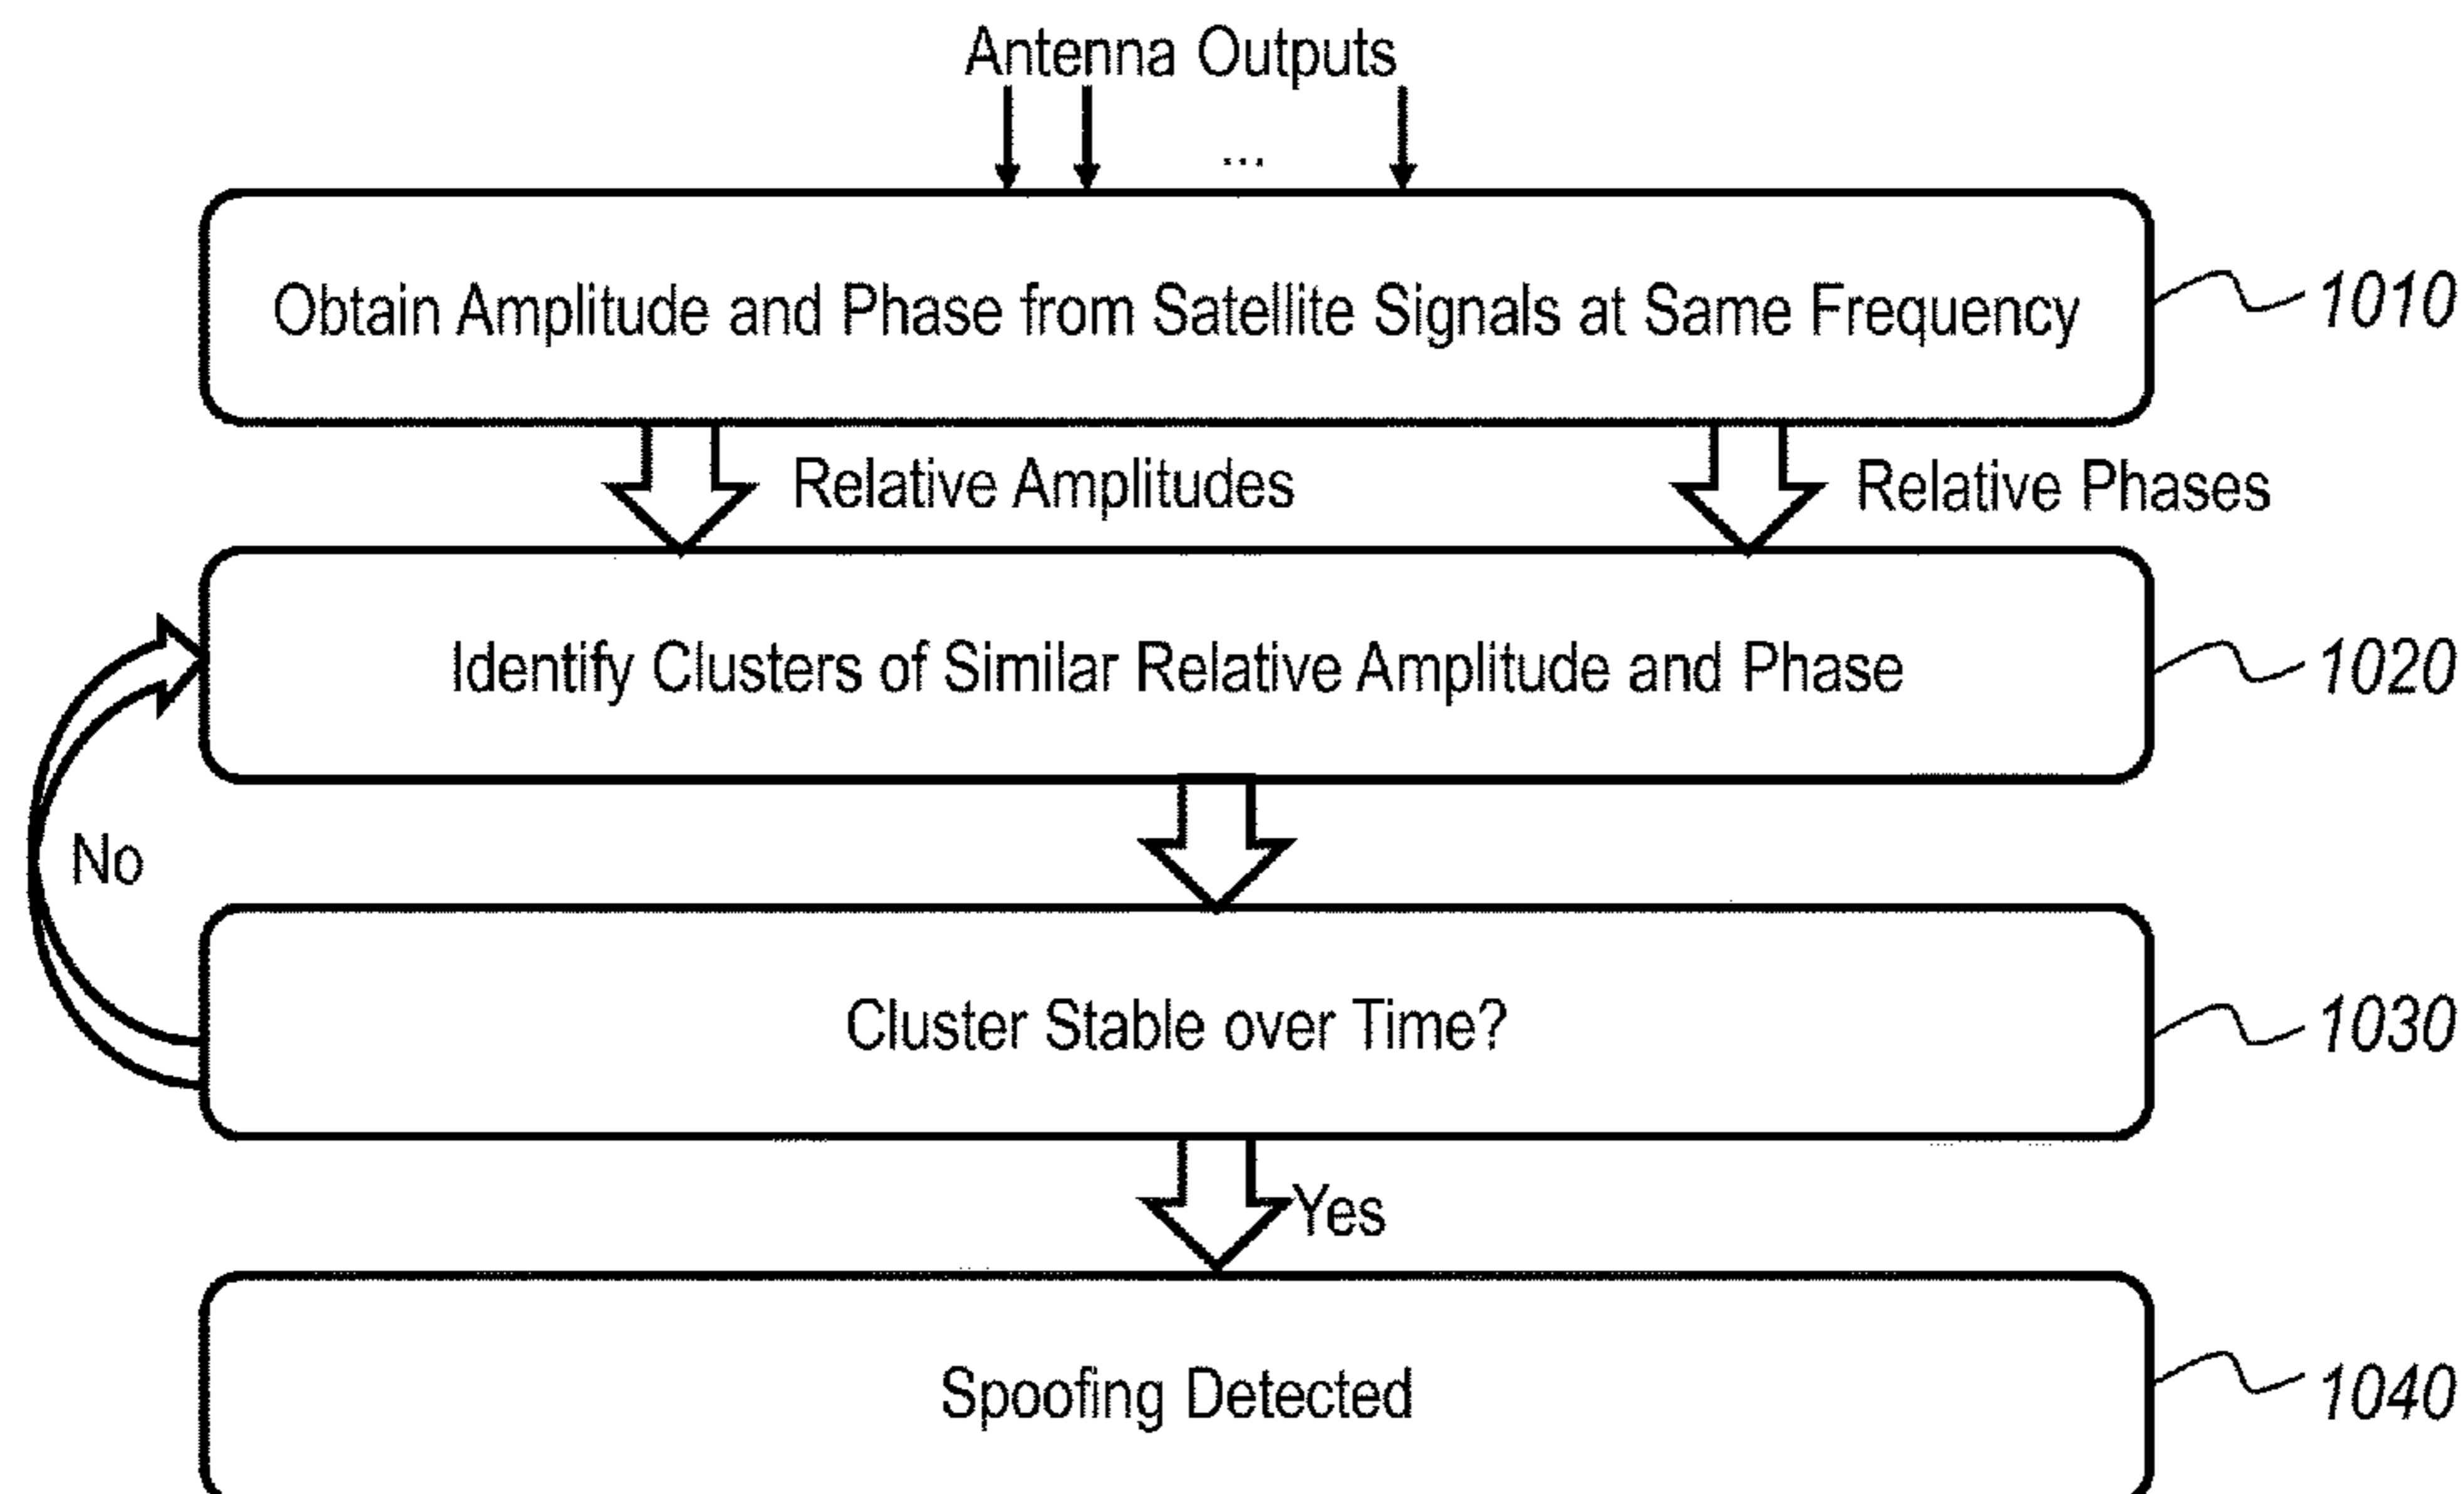 Antenna Outputs
...
Obtain Amplitude and Phase from Satellite Signals at Same Frequency
1010
Relative Amplitudes
Relative Phases
Identify Clusters of Similar Relative Amplitude and Phase
1020
No
Cluster Stable over Time?
1030
Yes
Spoofing Detected
1040